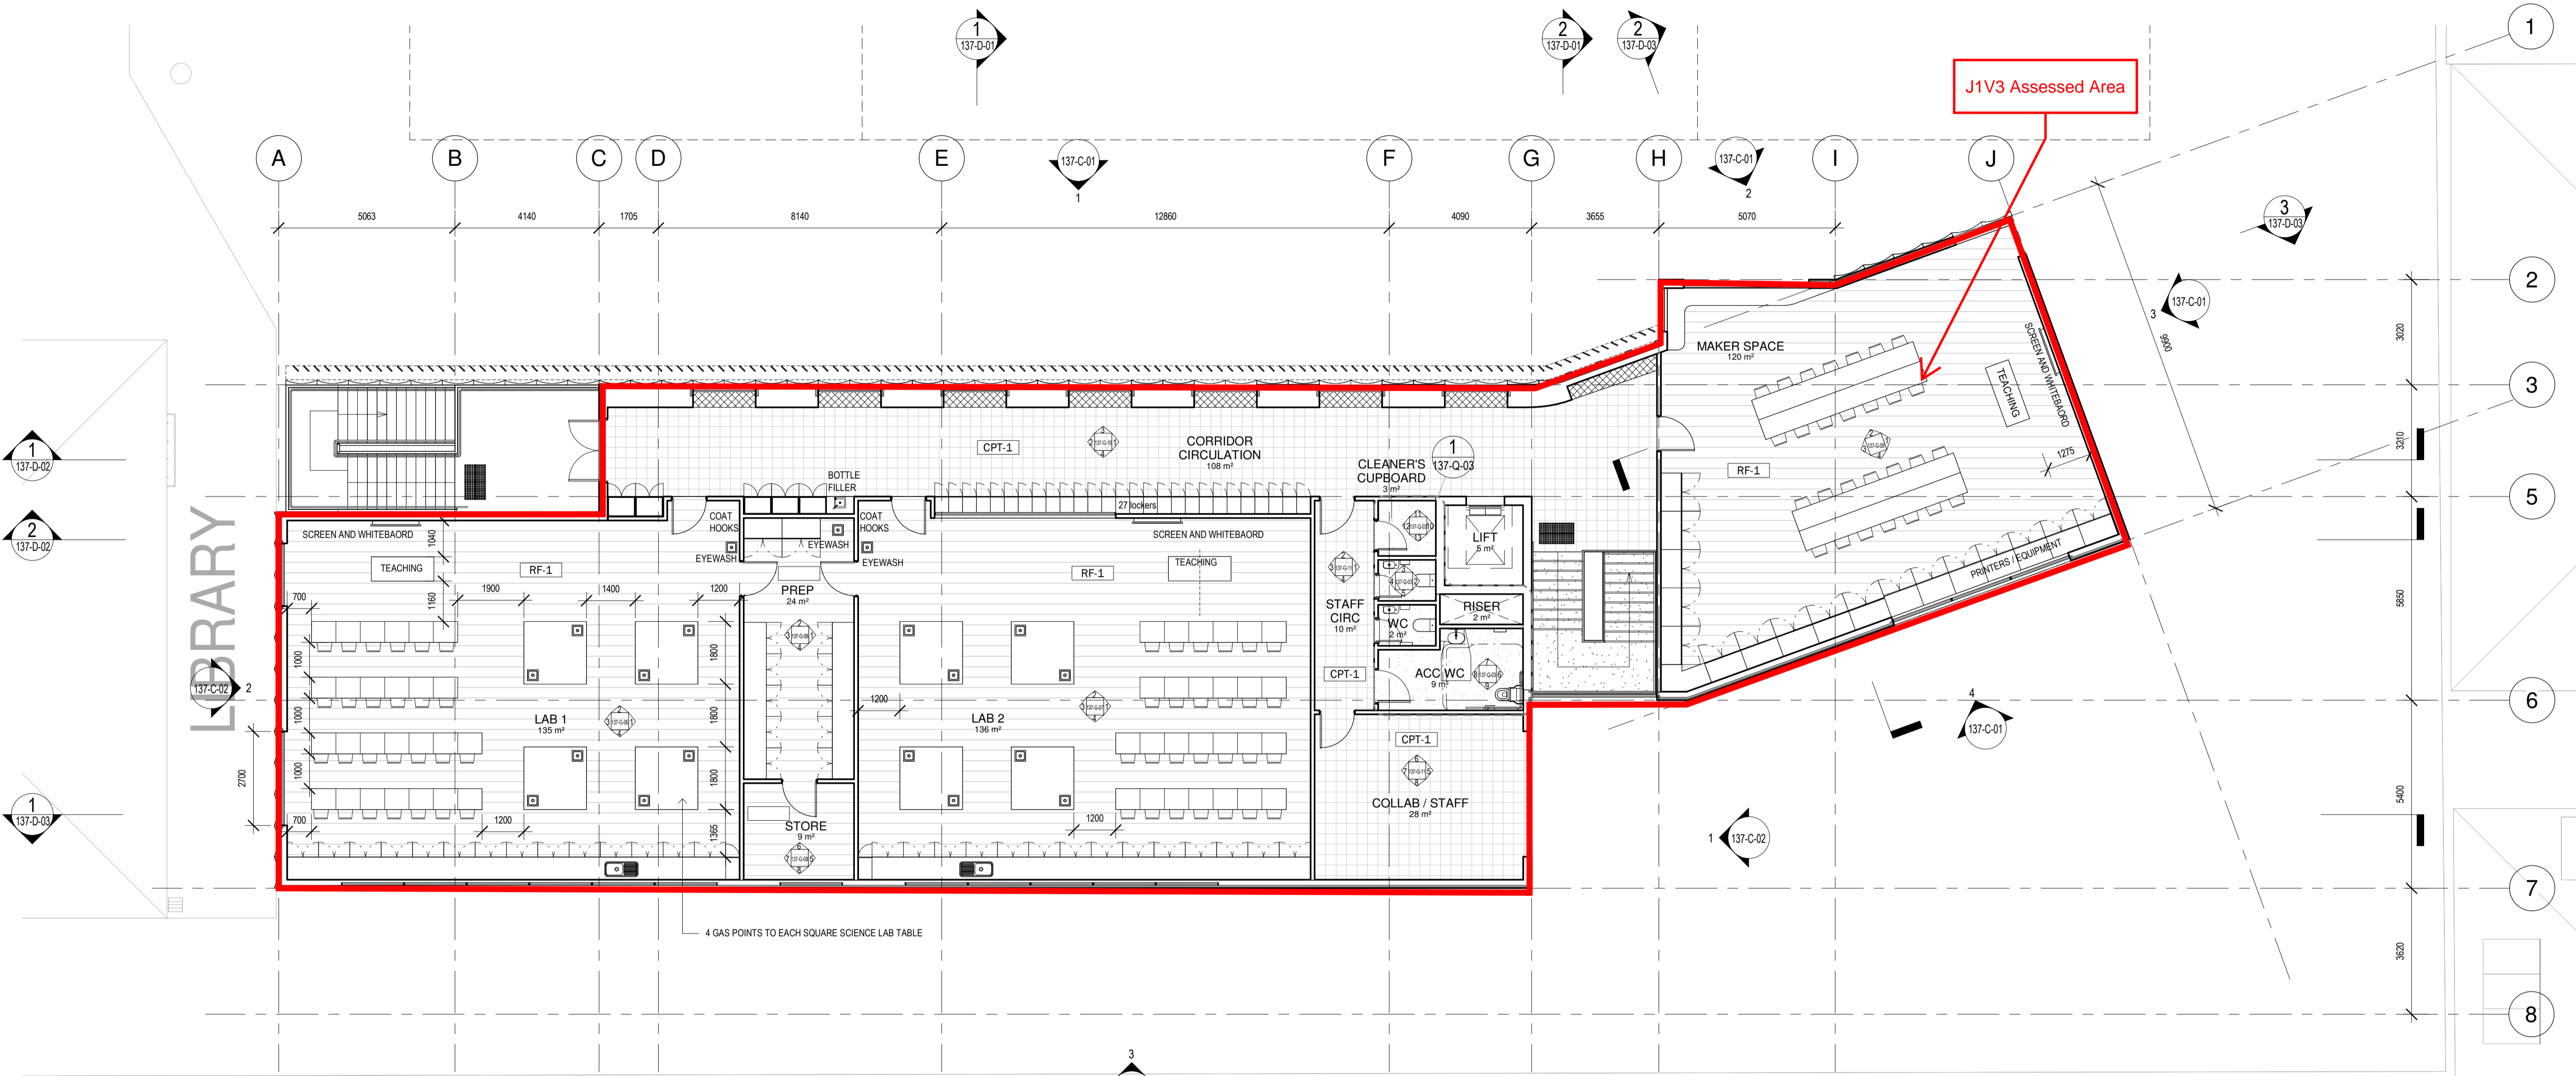 1
137-D-01
2
137-D-01
2
137-D-03
1
J1V3 Assessed Area
A
B
C
D
E
F
G
H
I
J
137-C-01
1
137-C-01
2
3
137-D-03
5063
4140
1705
8140
12860
4090
3655
5070
2
137-C-01
3
9900
3020
MAKER SPACE
120 m²
SCREEN AND WHITEBAORD
TEACHING
3
3210
1275
RF-1
CORRIDOR
CIRCULATION
108 m²
CPT-1
1
137-Q-03
CLEANER'S
CUPBOARD
3 m²
1
137-D-02
BOTTLE
FILLER
27 lockers
5
2
137-D-02
LIBRARY
SCREEN AND WHITEBAORD
1040
TEACHING
RF-1
COAT
HOOKS
EYEWASH
EYEWASH
COAT
HOOKS
EYEWASH
SCREEN AND WHITEBAORD
TEACHING
RF-1
LIFT
5 m²
PRINTERS / EQUIPMENT
700
1160
1900
1400
1200
PREP
24 m²
STAFF
CIRC
10 m²
RISER
2 m²
WC
2 m²
5850
1000
1800
CPT-1
ACC WC
9 m²
137-C-02
2
1000
1800
1200
LAB 1
135 m²
LAB 2
136 m²
6
4
137-C-01
CPT-1
2700
1000
1800
COLLAB / STAFF
28 m²
5400
1
137-D-03
700
1200
1365
STORE
9 m²
1200
1
137-C-02
7
4 GAS POINTS TO EACH SQUARE SCIENCE LAB TABLE
3620
8
3